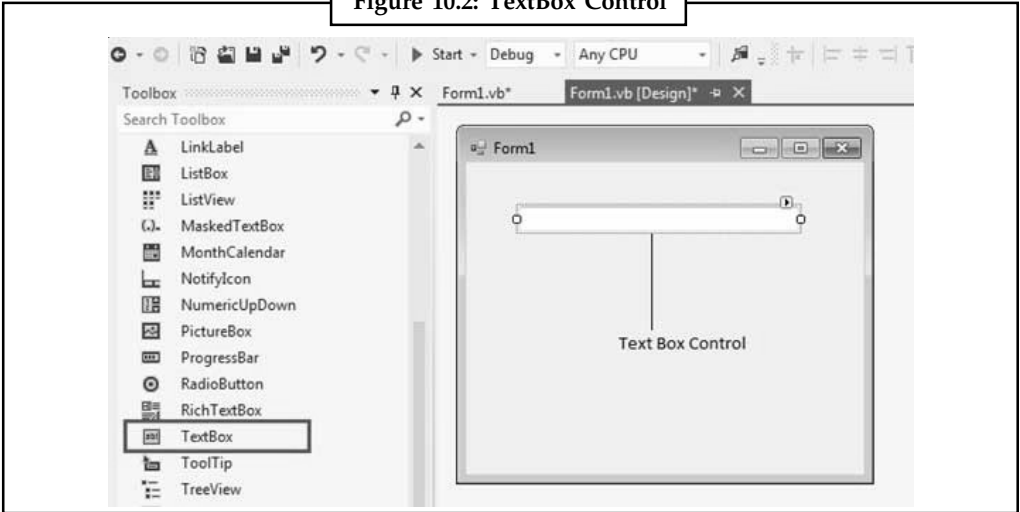 Figure 10.2: TextBox Control
Start Debug Any CPU
Toolbox Form1.vb* Form1.vb [Design]*
Search Toolbox
LinkLabel
ListBox
ListView
MaskedTextBox
MonthCalendar
NotifyIcon
NumericUpDown
PictureBox
ProgressBar
RadioButton
RichTextBox
TextBox
ToolTip
TreeView
Form1
Text Box Control